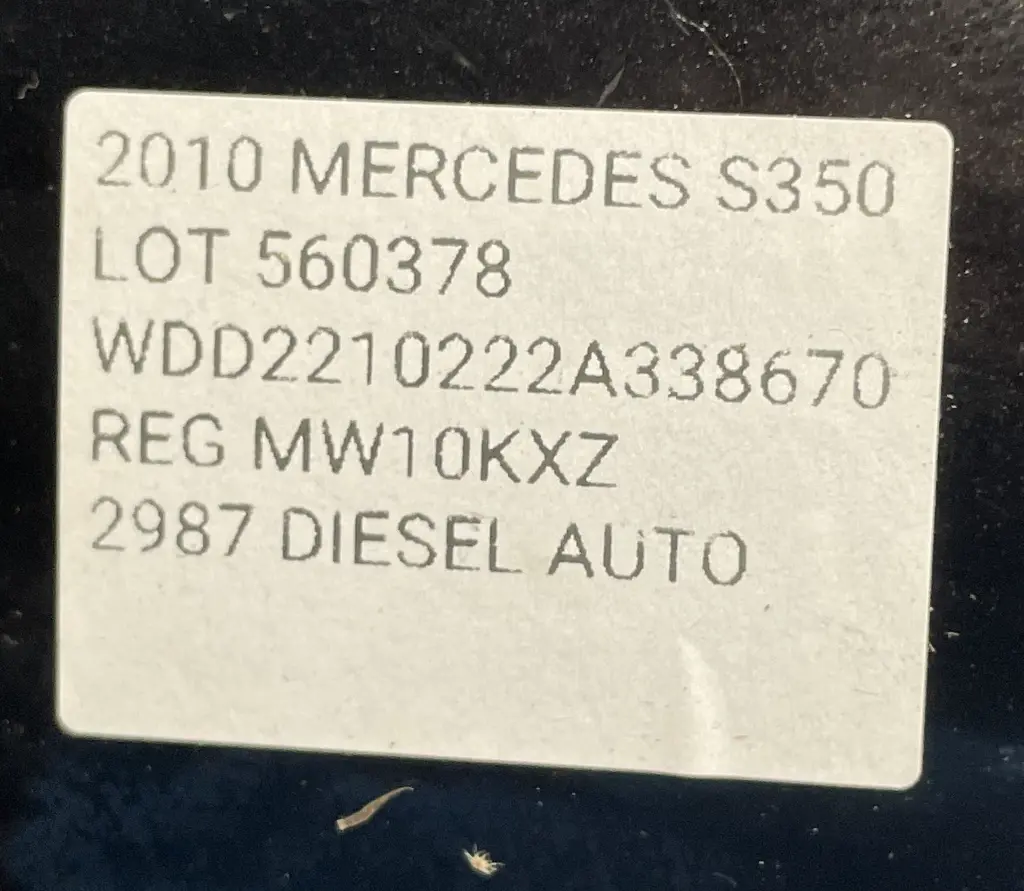 2010 MERCEDES S350
LOT 560378
WDD2210222A338670
REG MW10KXZ
2987 DIESEL AUTO